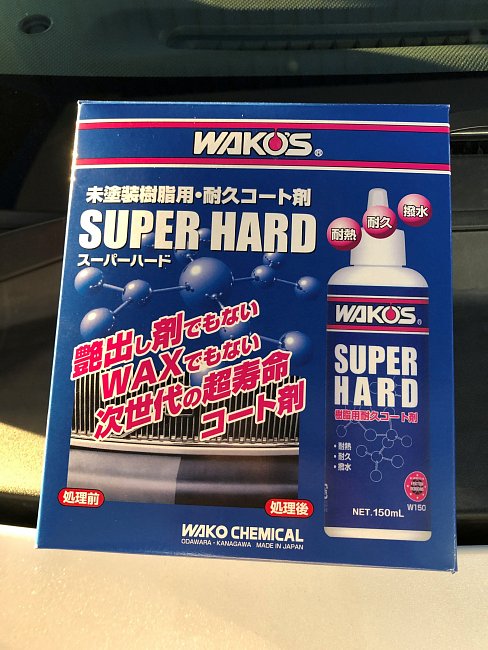 WAKO'S®
未塗装樹脂用・耐久コート剤
SUPER HARD
スーパーハード
耐熱
耐久
撥水
艶出し剤でもない
WAXでもない
次世代の超寿命
コート剤
処理前
処理後
WAKO CHEMICAL
ODAWARA・KANAGAWA MADE IN JAPAN
WAKO'S®
SUPER
HARD
樹脂用耐久コート剤
・耐熱
・耐久
・撥水
W150
NET.150mL